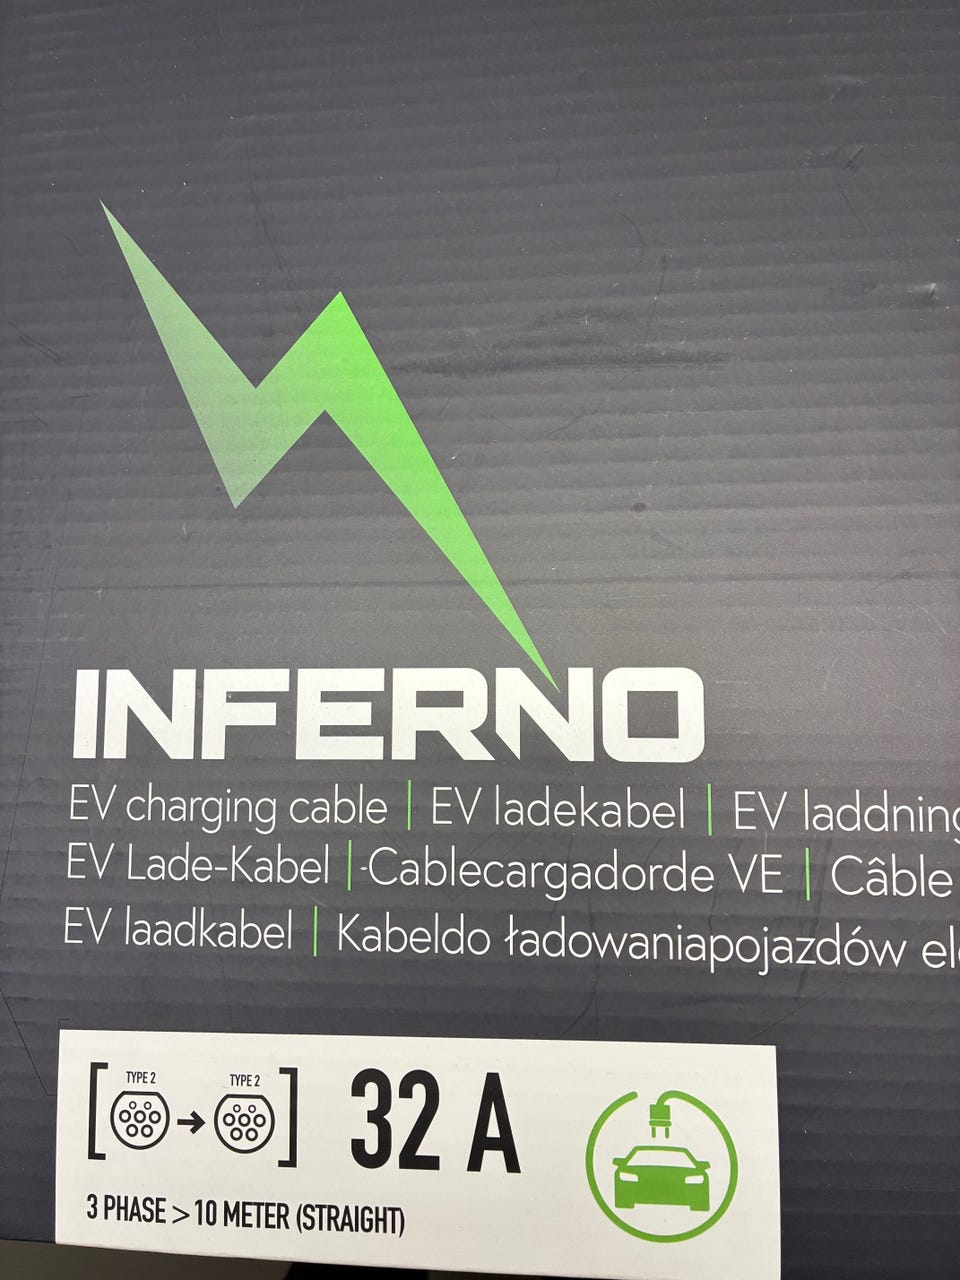 INFERNO
EV charging cable | EV ladekabel | EV laddning
EV Lade-Kabel | -Cablecargadorde VE | Câble
EV laadkabel | Kabeldo ładowaniapojazdów
TYPE 2 TYPE 2 32 A
3 PHASE > 10 METER (STRAIGHT)